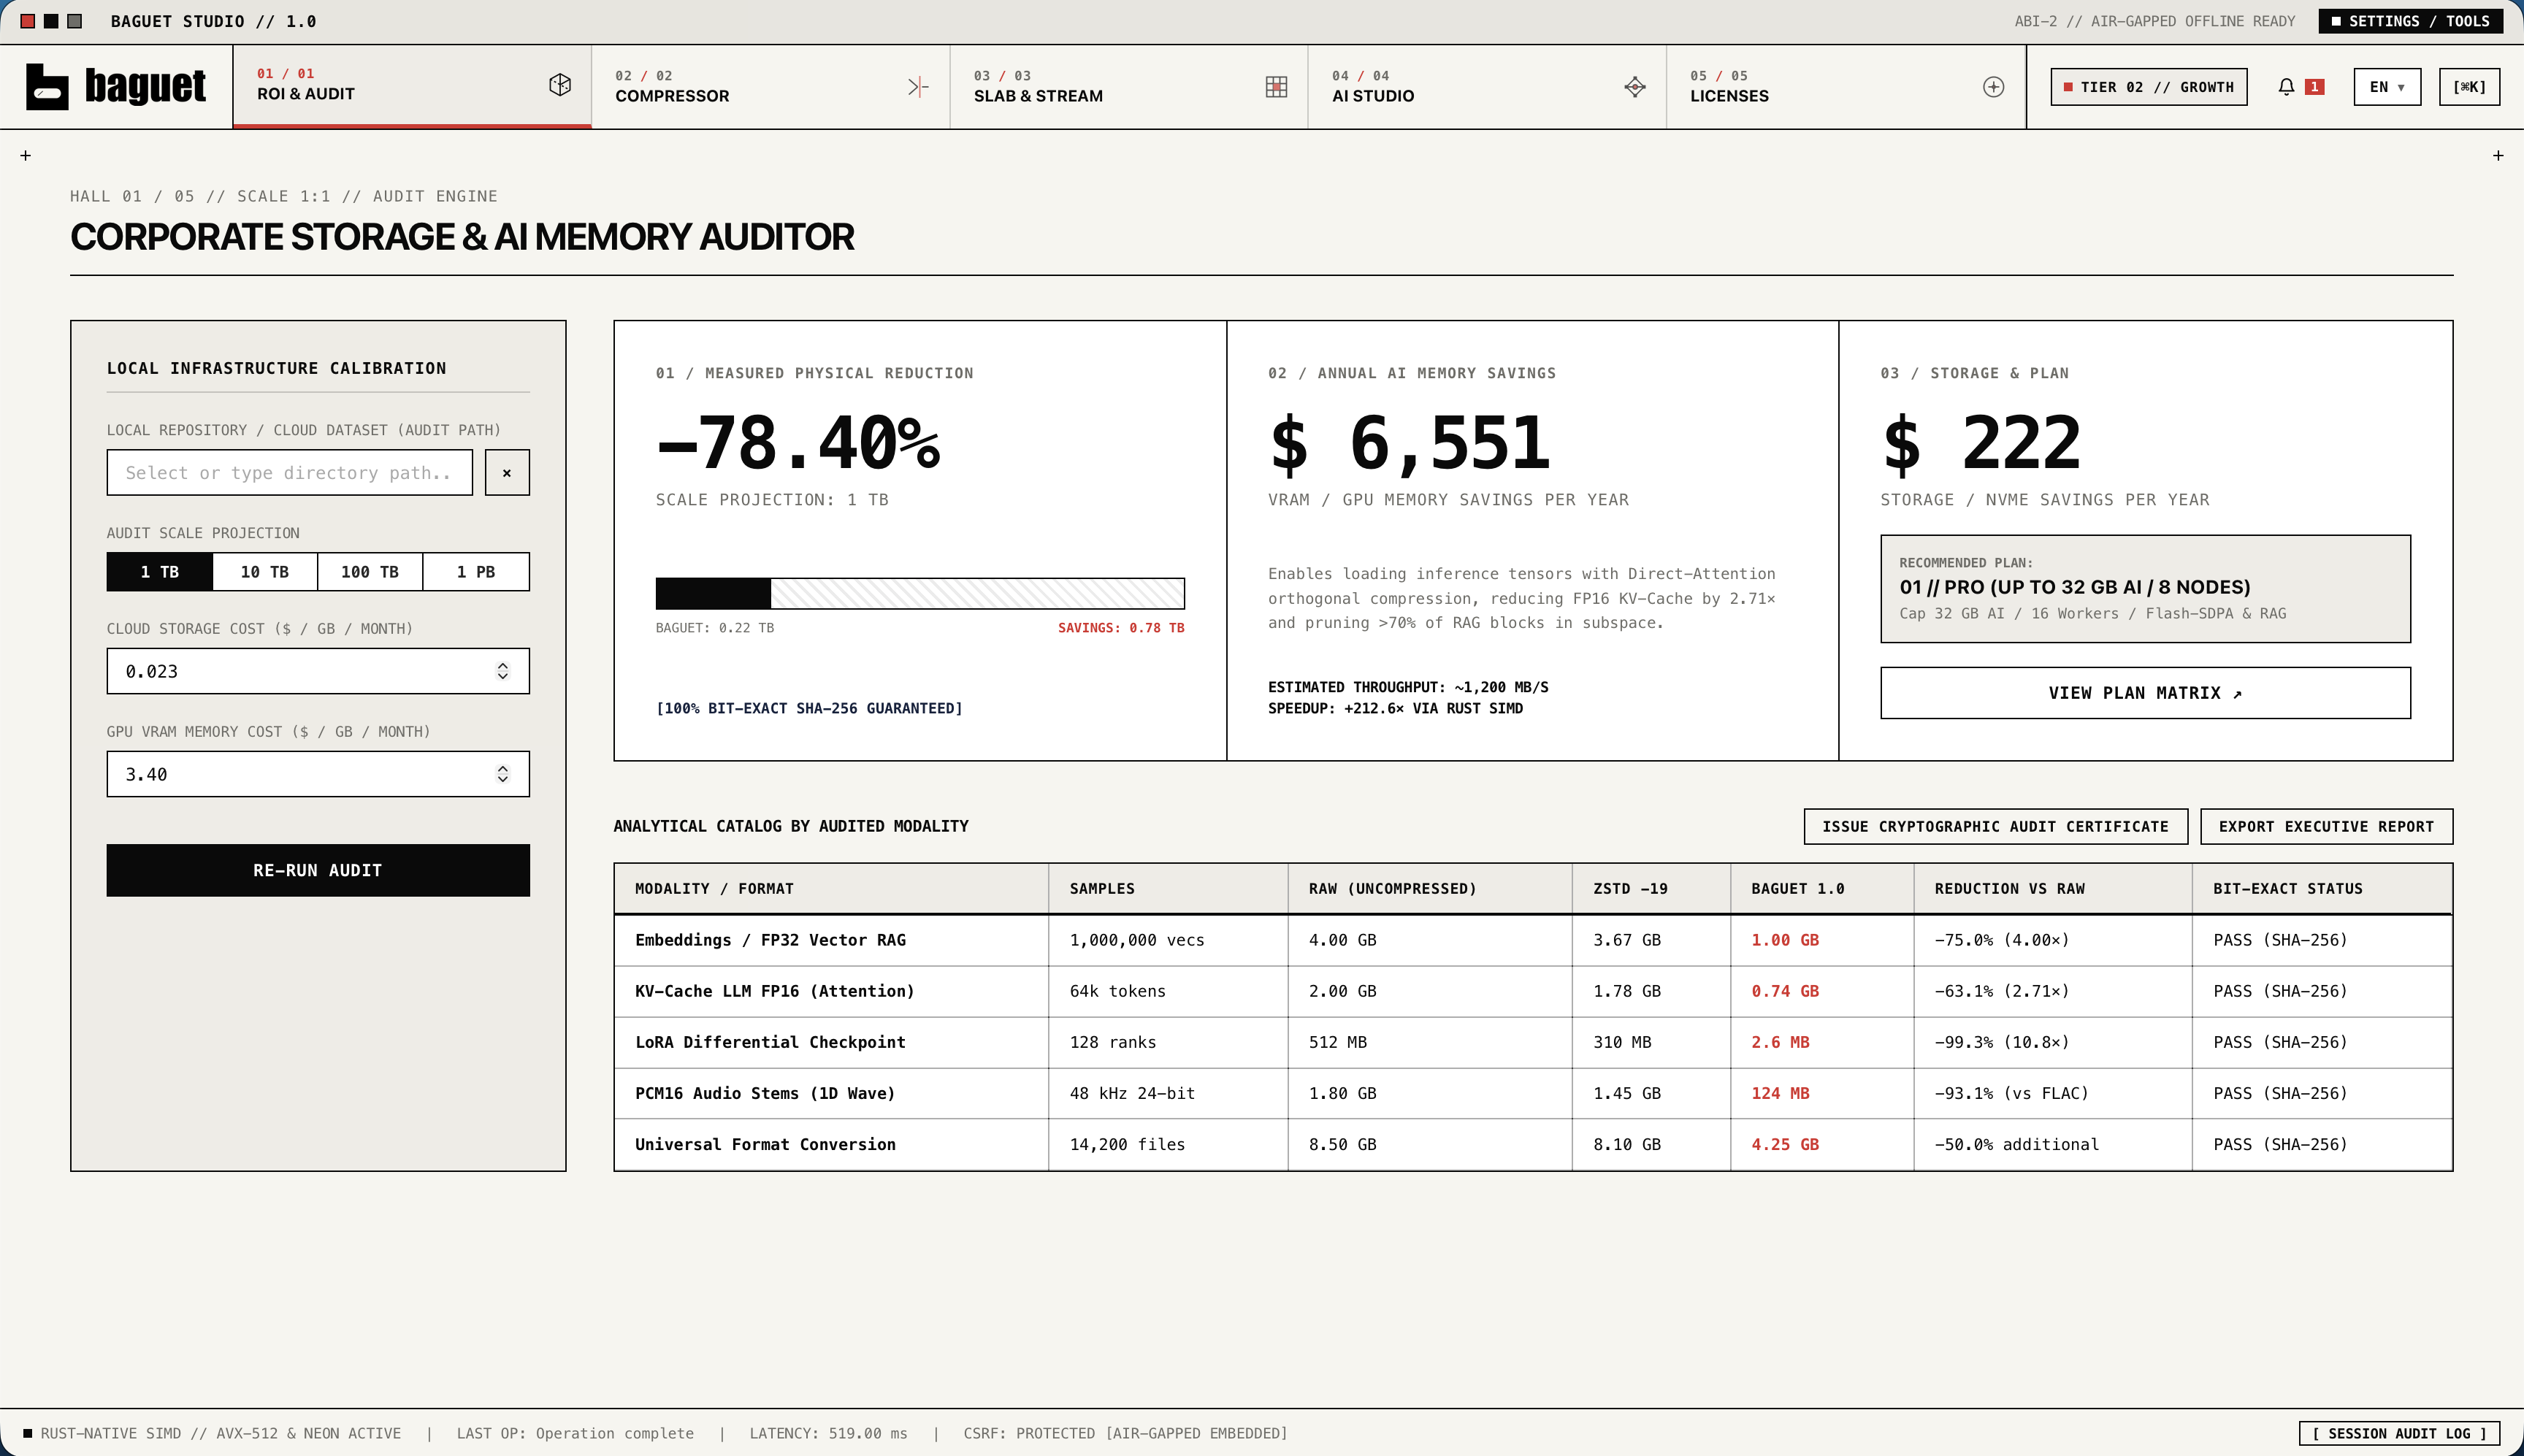 BAGUET STUDIO // 1.0
ABI-2 // AIR-GAPPED OFFLINE READY
SETTINGS / TOOLS
baguet
01 / 01
ROI & AUDIT
02 / 02
COMPRESSOR
03 / 03
SLAB & STREAM
04 / 04
AI STUDIO
05 / 05
LICENSES
TIER 02 // GROWTH
1
EN ▾
[⌘K]
+
+
HALL 01 / 05 // SCALE 1:1 // AUDIT ENGINE
CORPORATE STORAGE & AI MEMORY AUDITOR
LOCAL INFRASTRUCTURE CALIBRATION
LOCAL REPOSITORY / CLOUD DATASET (AUDIT PATH)
Select or type directory path..
×
AUDIT SCALE PROJECTION
1 TB
10 TB
100 TB
1 PB
CLOUD STORAGE COST ($ / GB / MONTH)
0.023
GPU VRAM MEMORY COST ($ / GB / MONTH)
3.40
RE-RUN AUDIT
01 / MEASURED PHYSICAL REDUCTION
-78.40%
SCALE PROJECTION: 1 TB
BAGUET: 0.22 TB
SAVINGS: 0.78 TB
[100% BIT-EXACT SHA-256 GUARANTEED]
02 / ANNUAL AI MEMORY SAVINGS
$ 6,551
VRAM / GPU MEMORY SAVINGS PER YEAR
Enables loading inference tensors with Direct-Attention
orthogonal compression, reducing FP16 KV-Cache by 2.71×
and pruning >70% of RAG blocks in subspace.
ESTIMATED THROUGHPUT: ~1,200 MB/S
SPEEDUP: +212.6× VIA RUST SIMD
03 / STORAGE & PLAN
$ 222
STORAGE / NVME SAVINGS PER YEAR
RECOMMENDED PLAN:
01 // PRO (UP TO 32 GB AI / 8 NODES)
Cap 32 GB AI / 16 Workers / Flash-SDPA & RAG
VIEW PLAN MATRIX ↗
ANALYTICAL CATALOG BY AUDITED MODALITY
ISSUE CRYPTOGRAPHIC AUDIT CERTIFICATE
EXPORT EXECUTIVE REPORT
MODALITY / FORMAT SAMPLES RAW (UNCOMPRESSED) ZSTD -19 BAGUET 1.0 REDUCTION VS RAW BIT-EXACT STATUS
Embeddings / FP32 Vector RAG 1,000,000 vecs 4.00 GB 3.67 GB 1.00 GB -75.0% (4.00×) PASS (SHA-256)
KV-Cache LLM FP16 (Attention) 64k tokens 2.00 GB 1.78 GB 0.74 GB -63.1% (2.71×) PASS (SHA-256)
LoRA Differential Checkpoint 128 ranks 512 MB 310 MB 2.6 MB -99.3% (10.8×) PASS (SHA-256)
PCM16 Audio Stems (1D Wave) 48 kHz 24-bit 1.80 GB 1.45 GB 124 MB -93.1% (vs FLAC) PASS (SHA-256)
Universal Format Conversion 14,200 files 8.50 GB 8.10 GB 4.25 GB -50.0% additional PASS (SHA-256)
RUST-NATIVE SIMD // AVX-512 & NEON ACTIVE | LAST OP: Operation complete | LATENCY: 519.00 ms | CSRF: PROTECTED [AIR-GAPPED EMBEDDED]
[ SESSION AUDIT LOG ]